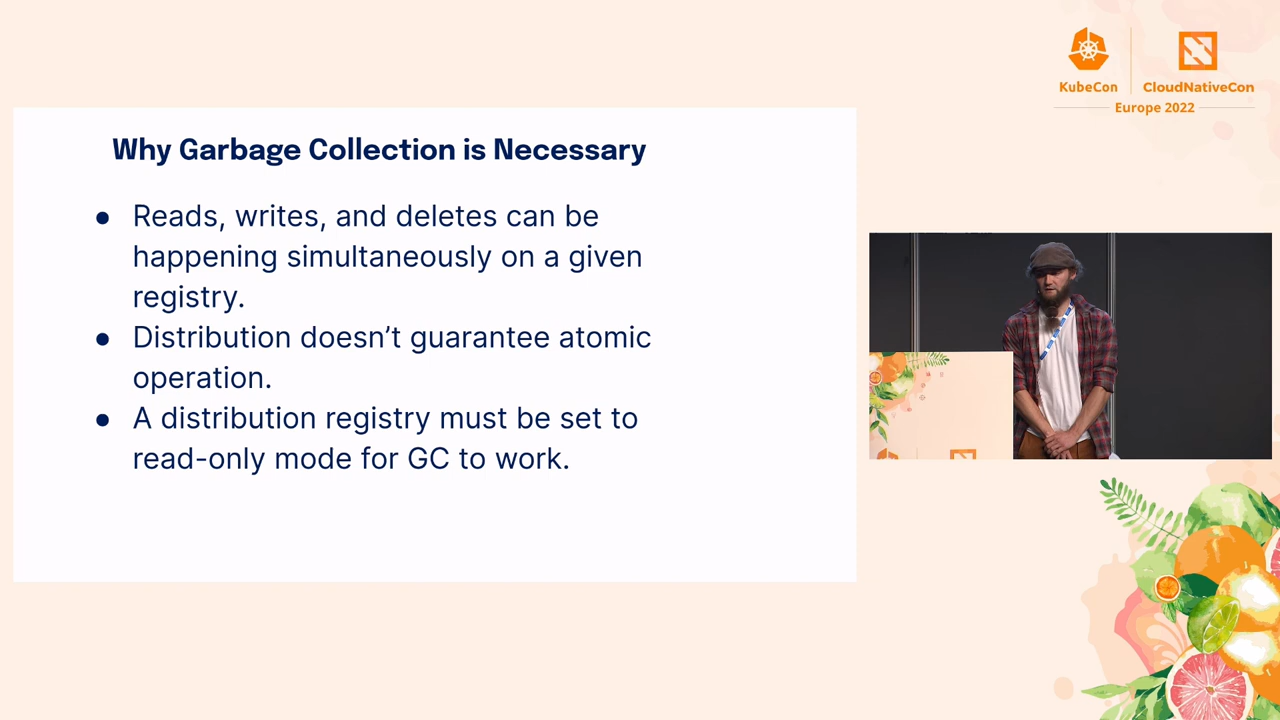 KubeCon
CloudNativeCon
Europe 2022
Why Garbage Collection is Necessary
● Reads, writes, and deletes can be
happening simultaneously on a given
registry.
● Distribution doesn’t guarantee atomic
operation.
● A distribution registry must be set to
read-only mode for GC to work.